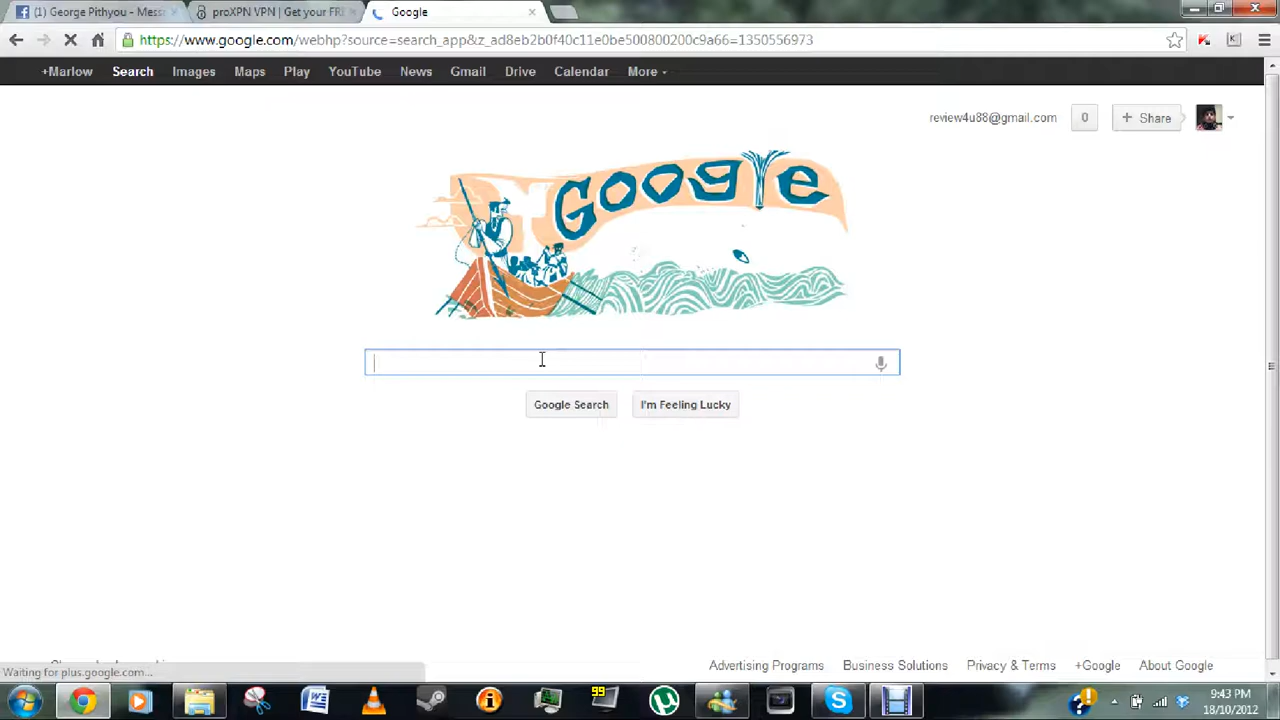 (1) George Pithyou - Mess
proXPN VPN | Get your FRE
Google
https://www.google.com/webhp?source=search_app&z_ad8eb2b0f40c11e0be500800200c9a66=1350556973
+Marlow Search Images Maps Play YouTube News Gmail Drive Calendar More
review4u88@gmail.com 0 + Share
Google
Google Search I'm Feeling Lucky
Waiting for plus.google.com...
Advertising Programs Business Solutions Privacy & Terms +Google About Google
99
9:43 PM
18/10/2012